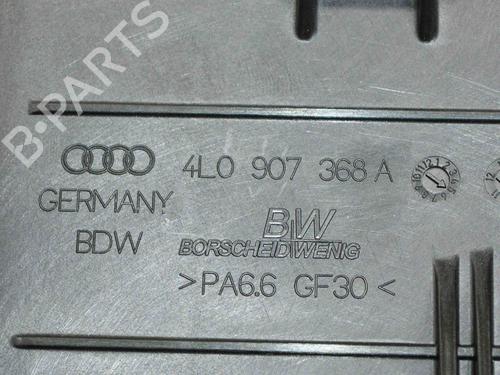 B·PARTS
4L0 907 368 A
GERMANY
BDW
BW
BORSCHEIDWENIG
>PA6.6 GF30<